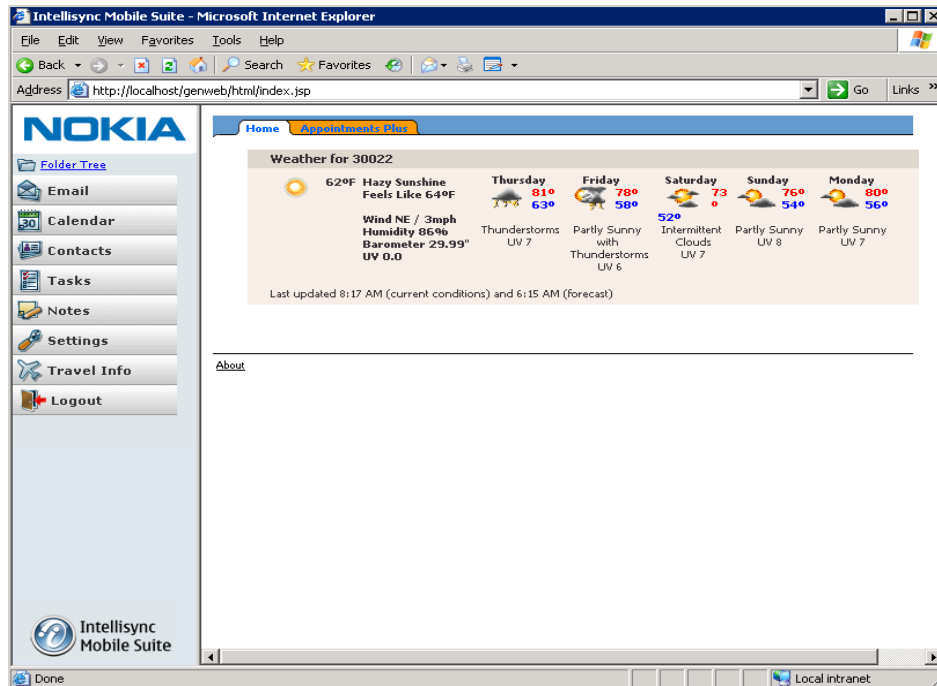 Intellisync Mobile Suite - Microsoft Internet Explorer
File Edit View Favorites Tools Help
Back Search Favorites
Address http://localhost/genweb/html/index.jsp Go Links »
NOKIA
Folder Tree
Email
30 Calendar
Contacts
Tasks
Notes
Settings
Travel Info
Logout
Intellisync
Mobile Suite
Home Appointments Plus
Weather for 30022
62ºF Hazy Sunshine
Feels Like 64ºF
Wind NE / 3mph
Humidity 86%
Barometer 29.99"
UV 0.0
Thursday
81º
63º
Thunderstorms
UV 7
Friday
78º
58º
Partly Sunny
with
Thunderstorms
UV 6
Saturday
73
º
52º
Intermittent
Clouds
UV 7
Sunday
76º
54º
Partly Sunny
UV 8
Monday
80º
56º
Partly Sunny
UV 7
Last updated 8:17 AM (current conditions) and 6:15 AM (forecast)
About
Done Local intranet